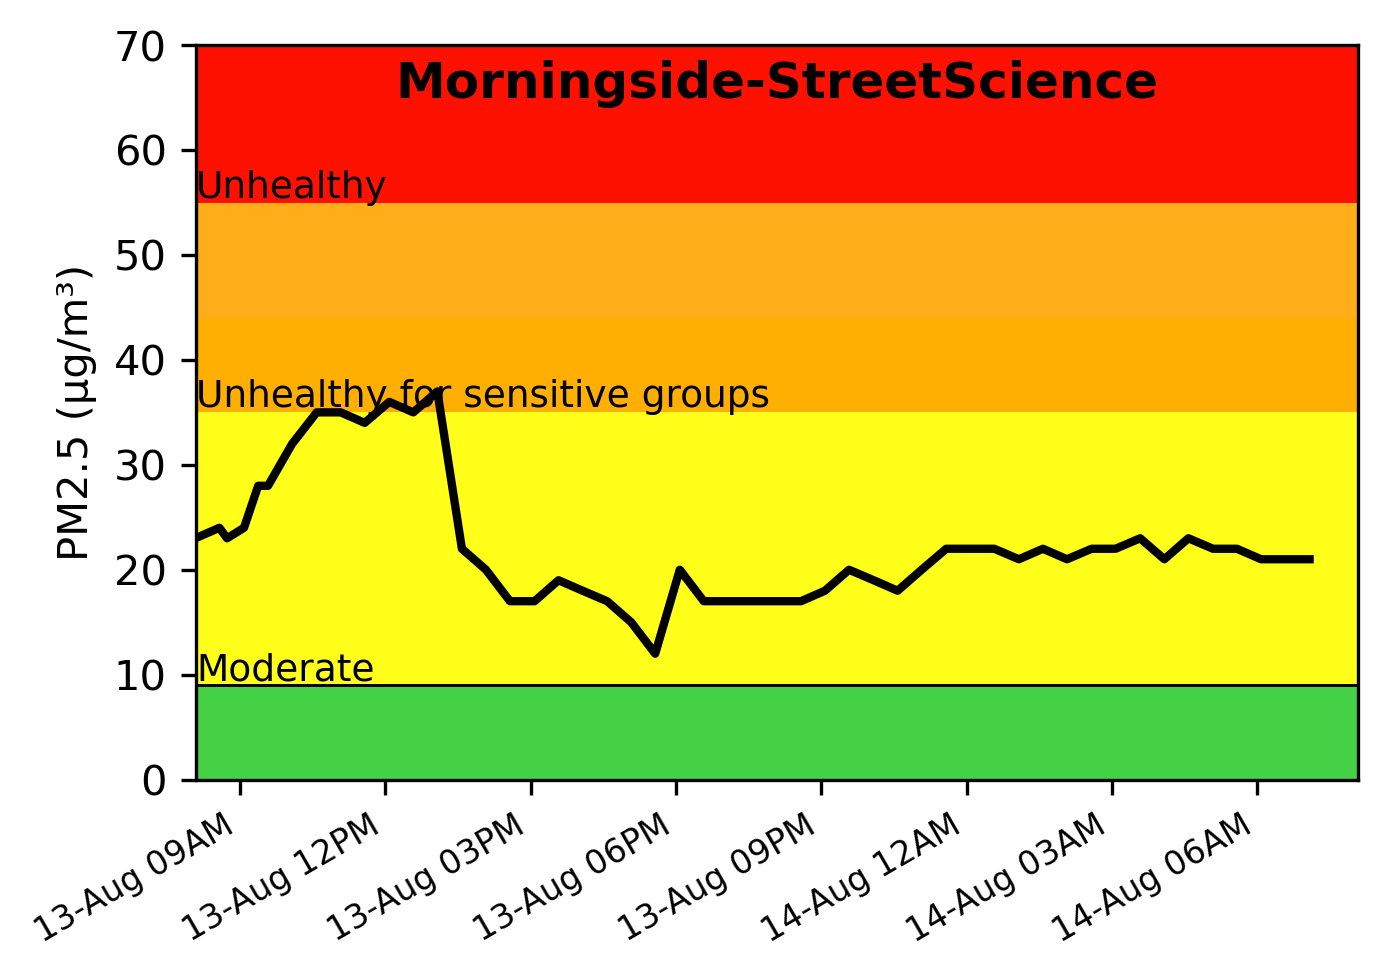 Morningside-StreetScience
PM2.5 (µg/m³)
70
60
50
40
30
20
10
0
Unhealthy
Unhealthy for sensitive groups
Moderate
13-Aug 09AM
13-Aug 12PM
13-Aug 03PM
13-Aug 06PM
13-Aug 09PM
14-Aug 12AM
14-Aug 03AM
14-Aug 06AM